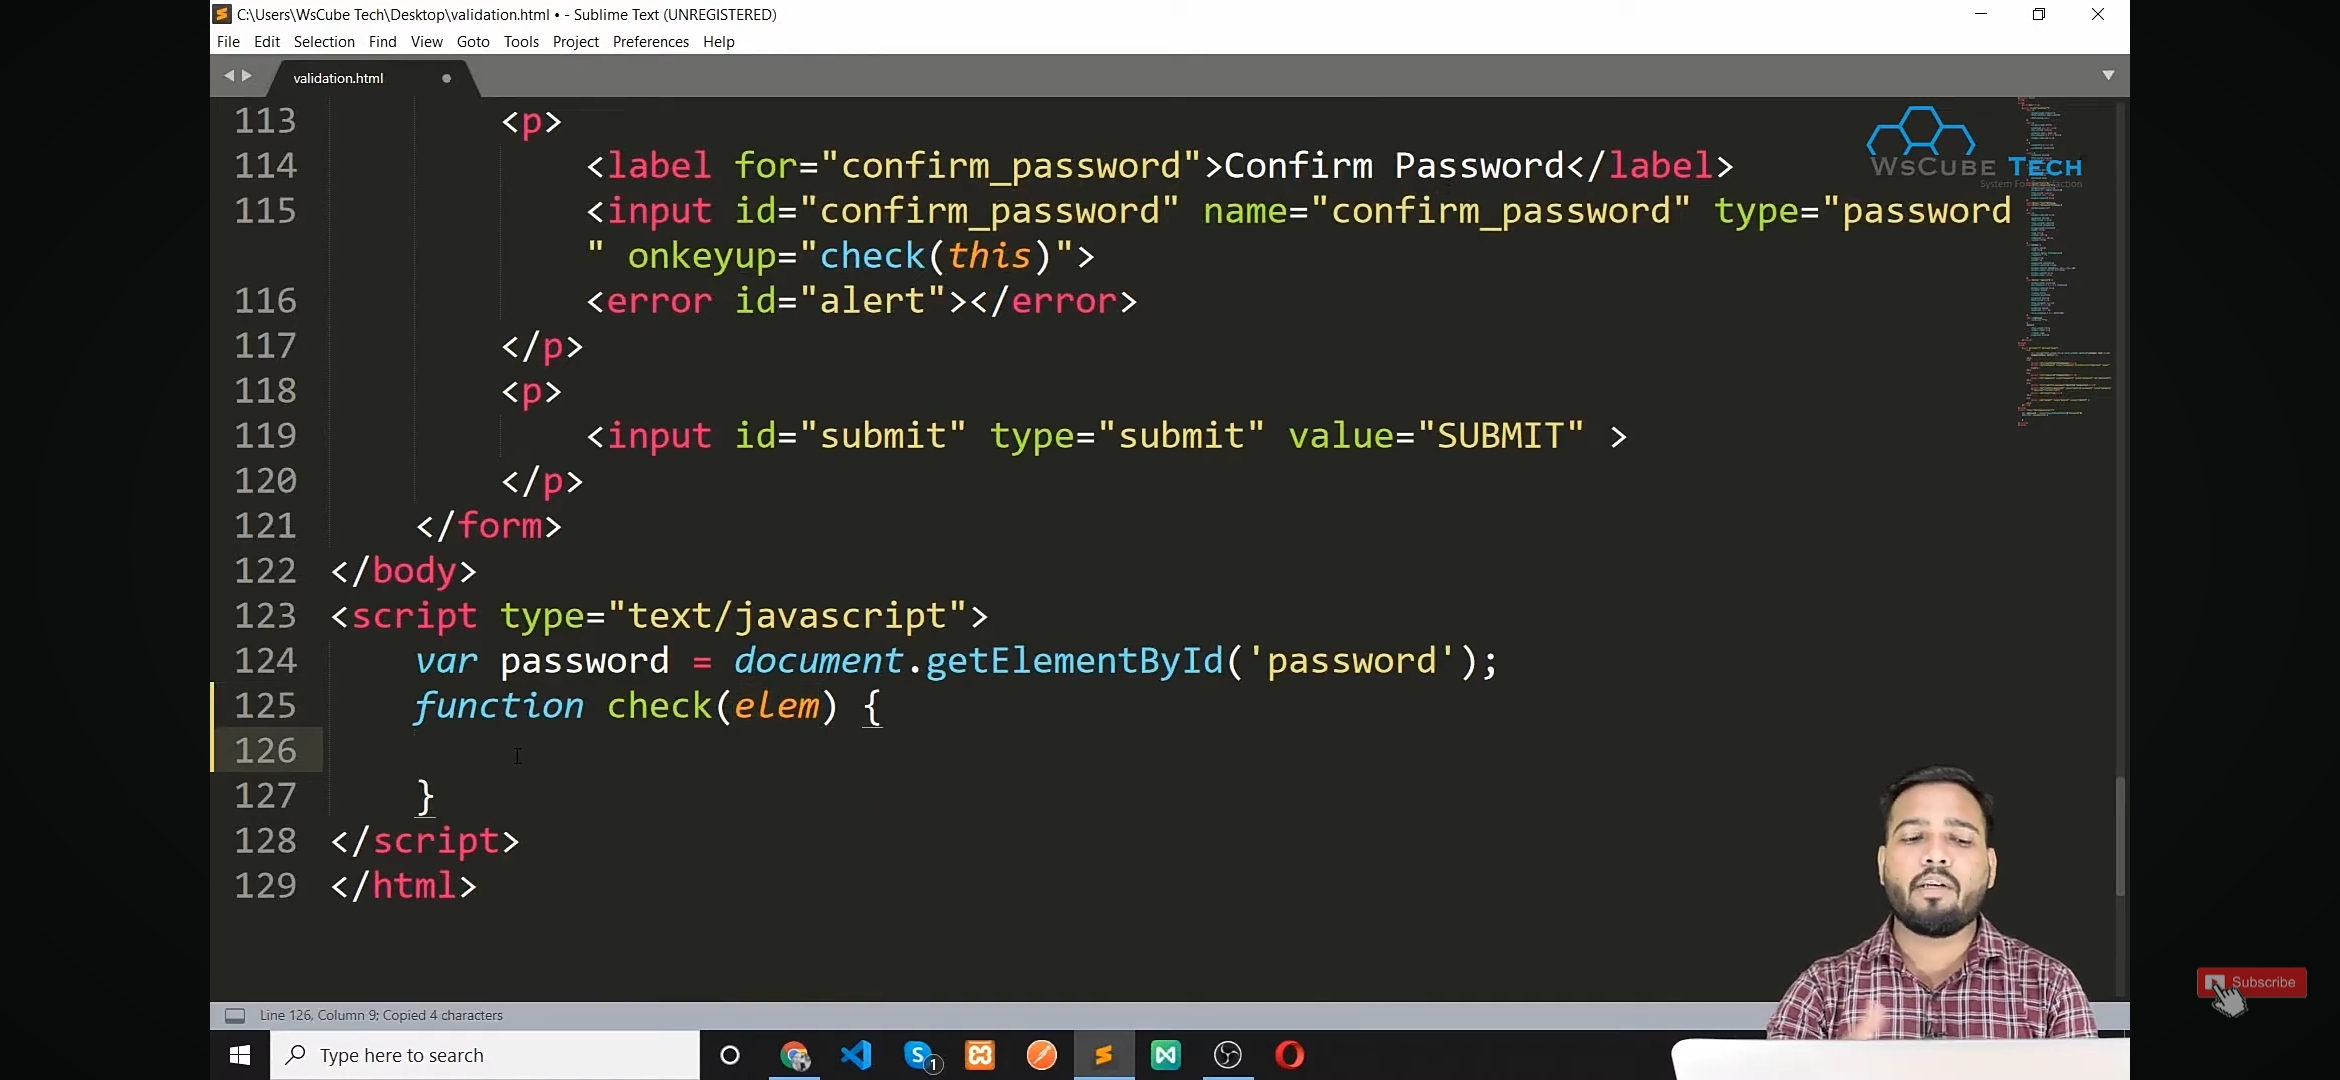 C:\Users\WsCube Tech\Desktop\validation.html • - Sublime Text (UNREGISTERED)
File Edit Selection Find View Goto Tools Project Preferences Help
validation.html
113 <p>
114 <label for="confirm_password">Confirm Password</label>
115 <input id="confirm_password" name="confirm_password" type="password
" onkeyup="check(this)">
116 <error id="alert"></error>
117 </p>
118 <p>
119 <input id="submit" type="submit" value="SUBMIT" >
120 </p>
121 </form>
122 </body>
123 <script type="text/javascript">
124 var password = document.getElementById('password');
125 function check(elem) {
126
127 }
128 </script>
129 </html>
WsCube Tech
Subscribe
Line 126, Column 9; Copied 4 characters
Type here to search
S 1